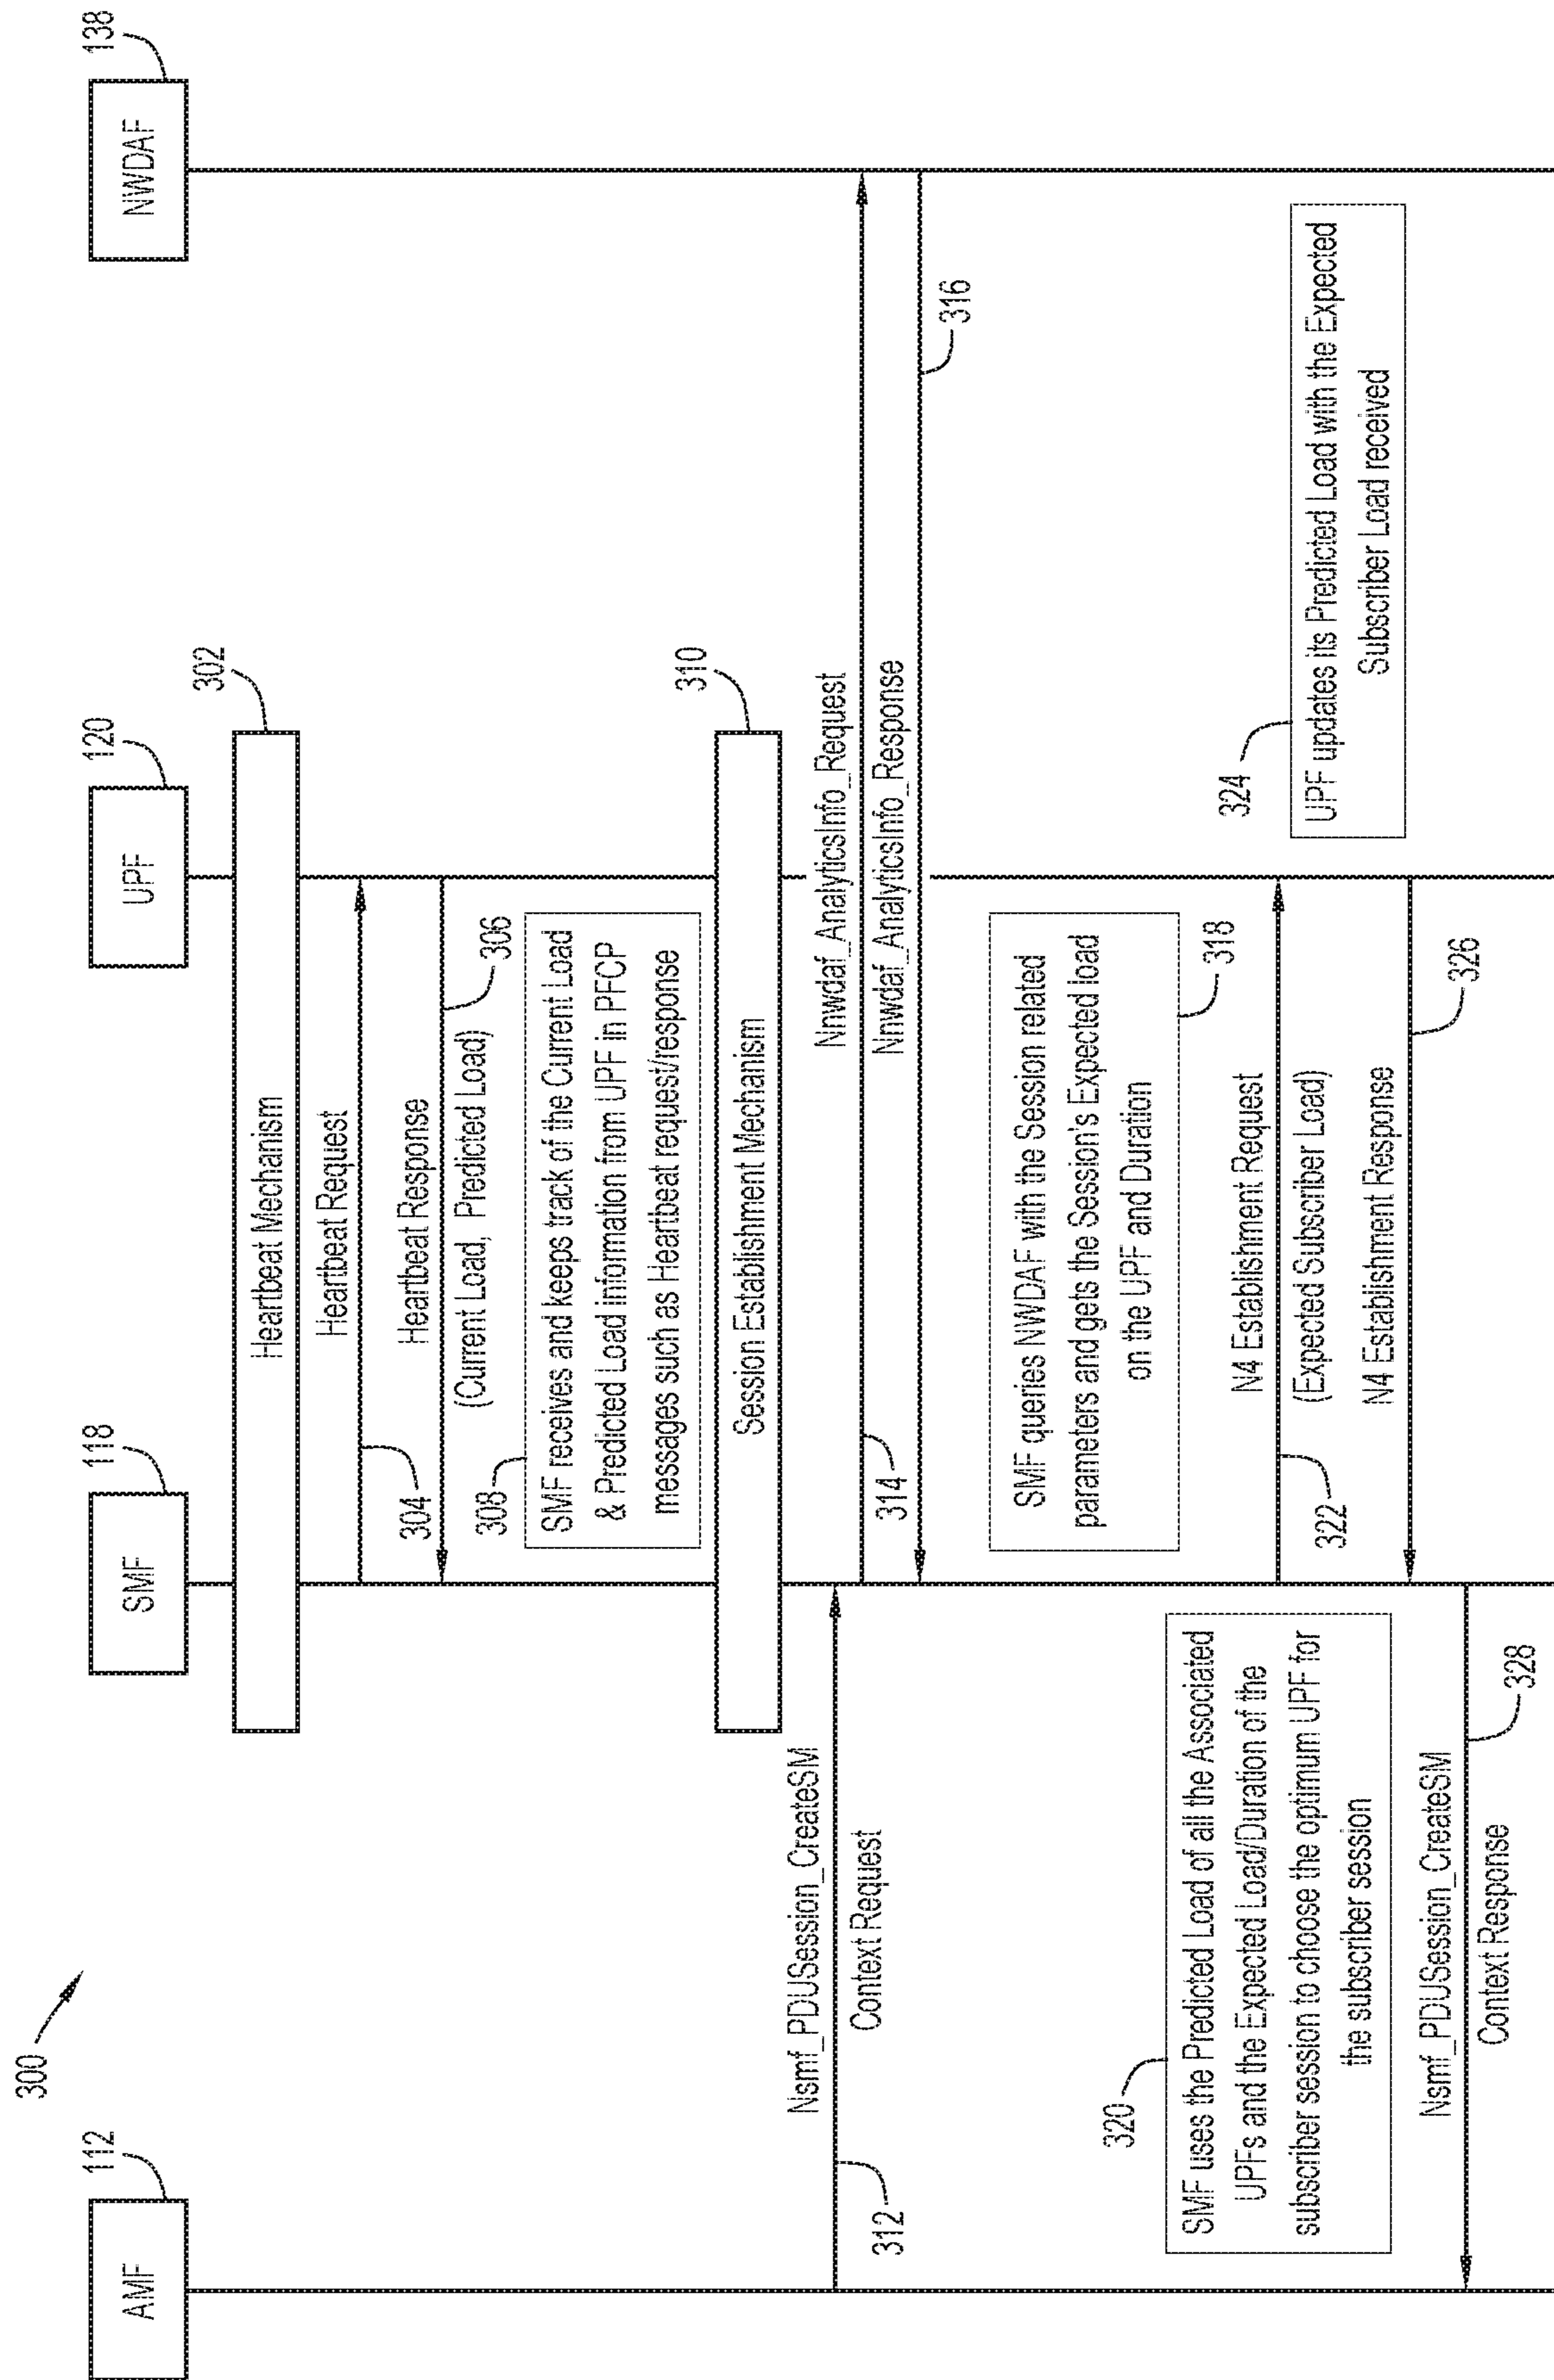 300
AMF
112
SMF
118
UPF
120
NWDAF
138
Heartbeat Mechanism
302
Heartbeat Request
304
Heartbeat Response
(Current Load, Predicted Load)
306
308
SMF receives and keeps track of the Current Load
& Predicted Load information from UPF in PFCP
messages such as Heartbeat request/response
Session Establishment Mechanism
310
Nsmf_PDUSession_CreateSM
Context Request
312
Nnwdaf_AnalyticsInfo_Request
314
Nnwdaf_AnalyticsInfo_Response
316
SMF queries NWDAF with the Session related
parameters and gets the Session's Expected load
on the UPF and Duration
318
320
SMF uses the Predicted Load of all the Associated
UPFs and the Expected Load/Duration of the
subscriber session to choose the optimum UPF for
the subscriber session
N4 Establishment Request
(Expected Subscriber Load)
322
324
UPF updates its Predicted Load with the Expected
Subscriber Load received
N4 Establishment Response
326
Nsmf_PDUSession_CreateSM
Context Response
328